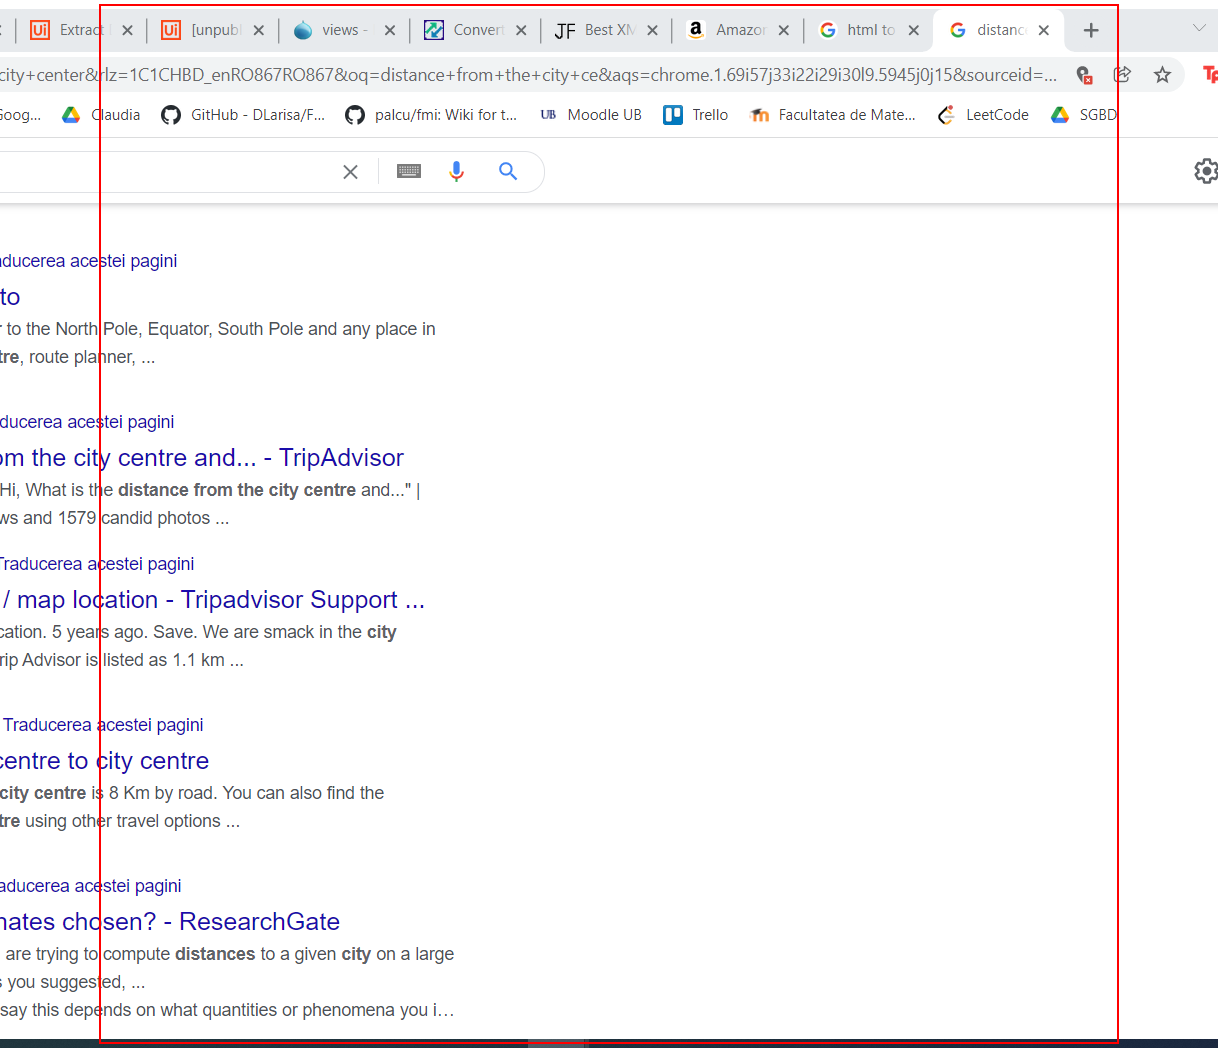 Extract
[unpubl
views -
Convert
Best XM
Amazon
html to
distanc
city+center&rlz=1C1CHBD_enRO867RO867&oq=distance+from+the+city+ce&aqs=chrome.1.69i57j33i22i29i30l9.5945j0j15&sourceid=...
Goog...
Claudia
GitHub - DLarisa/F...
palcu/fmi: Wiki for t...
UB Moodle UB
Trello
Facultatea de Mate...
LeetCode
SGBD
aducerea acestei pagini
to
r to the North Pole, Equator, South Pole and any place in
tre, route planner, ...
ducerea acestei pagini
om the city centre and... - TripAdvisor
Hi, What is the distance from the city centre and..." |
ws and 1579 candid photos ...
Traducerea acestei pagini
/ map location - Tripadvisor Support ...
cation. 5 years ago. Save. We are smack in the city
rip Advisor is listed as 1.1 km ...
Traducerea acestei pagini
centre to city centre
city centre is 8 Km by road. You can also find the
tre using other travel options ...
aducerea acestei pagini
nates chosen? - ResearchGate
are trying to compute distances to a given city on a large
s you suggested, ...
say this depends on what quantities or phenomena you i...